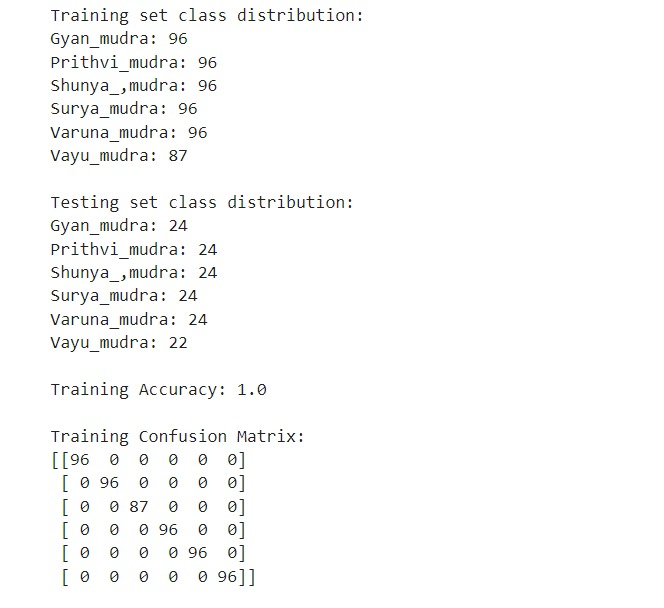 Training set class distribution:
Gyan_mudra: 96
Prithvi_mudra: 96
Shunya_,mudra: 96
Surya_mudra: 96
Varuna_mudra: 96
Vayu_mudra: 87
Testing set class distribution:
Gyan_mudra: 24
Prithvi_mudra: 24
Shunya_,mudra: 24
Surya_mudra: 24
Varuna_mudra: 24
Vayu_mudra: 22
Training Accuracy: 1.0
Training Confusion Matrix:
[[96  0  0  0  0  0]
 [ 0 96  0  0  0  0]
 [ 0  0 87  0  0  0]
 [ 0  0  0 96  0  0]
 [ 0  0  0  0 96  0]
 [ 0  0  0  0  0 96]]